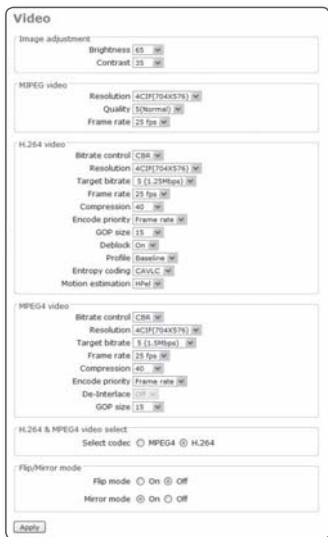 Video
Image adjustment
Brightness 65
Contrast 35
MJPEG video
Resolution 4CIF(704X576)
Quality 5(Normal)
Frame rate 25 fps
H.264 video
Bitrate control CBR
Resolution 4CIF(704X576)
Target bitrate 5 (1.25Mbps)
Frame rate 25 fps
Compression 40
Encode priority Frame rate
GOP size 15
Deblock On
Profile Baseline
Entropy coding CAVLC
Motion estimation HPel
MPEG4 video
Bitrate control CBR
Resolution 4CIF(704X576)
Target bitrate 5 (1.5Mbps)
Frame rate 25 fps
Compression 40
Encode priority Frame rate
De-Interlace Off
GOP size 15
H.264 & MPEG4 video select
Select codec MPEG4 H.264
Flip/Mirror mode
Flip mode On Off
Mirror mode On Off
Apply